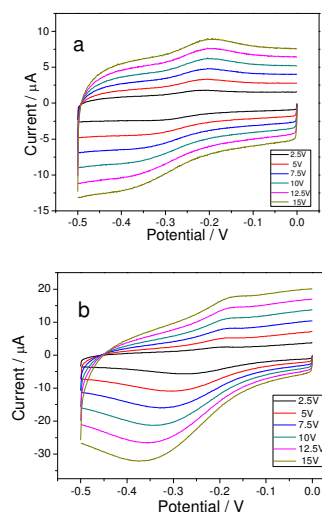 a
Current / µA
10
5
0
-5
-10
-15
-0.5 -0.4 -0.3 -0.2 -0.1 0.0
Potential / V
2.5V
5V
7.5V
10V
12.5V
15V
b
Current / µA
20
10
0
-10
-20
-30
-0.5 -0.4 -0.3 -0.2 -0.1 0.0
Potential / V
2.5V
5V
7.5V
10V
12.5V
15V